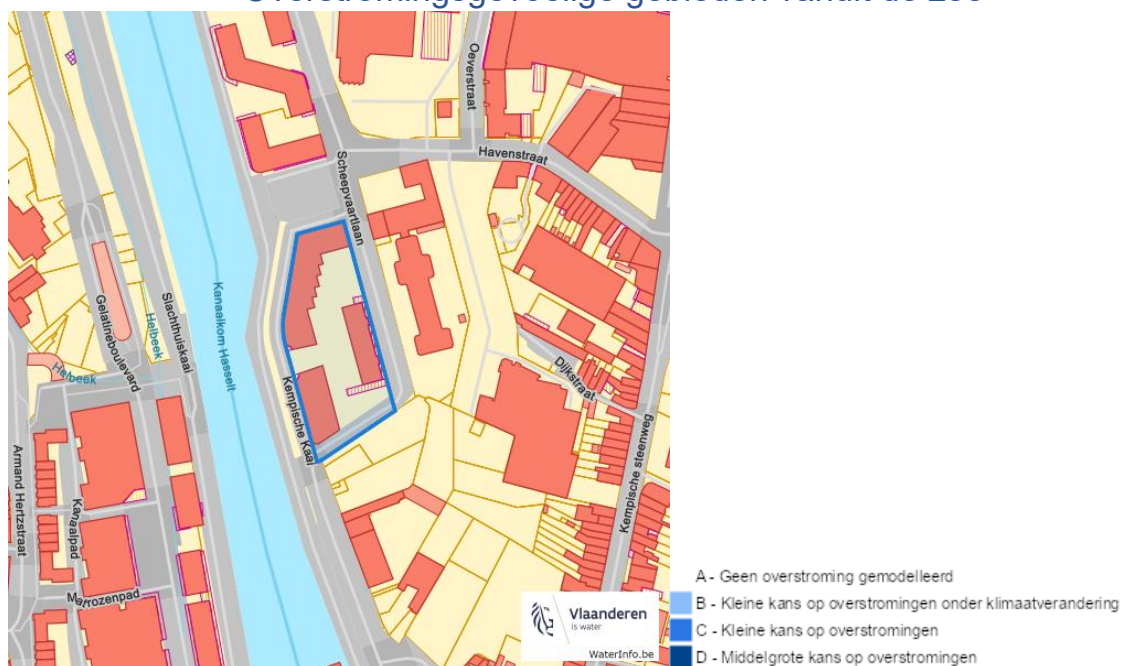 Overstromingsgevoelige gebieden vanuit de Zee
Oeverstraat
Havenstraat
Scheepvaartlaan
Kanaalkom Hasselt
Slachthuiskaai
Gelatineboulevard
Helbeek
Helbeek
Kempische Kaai
Dijkstraat
Kempische steenweg
Armand Hertzstraat
Kanaalpad
Matrozenpad
Vlaanderen
is water
WaterInfo.be
A - Geen overstroming gemodelleerd
B - Kleine kans op overstromingen onder klimaatverandering
C - Kleine kans op overstromingen
D - Middelgrote kans op overstromingen